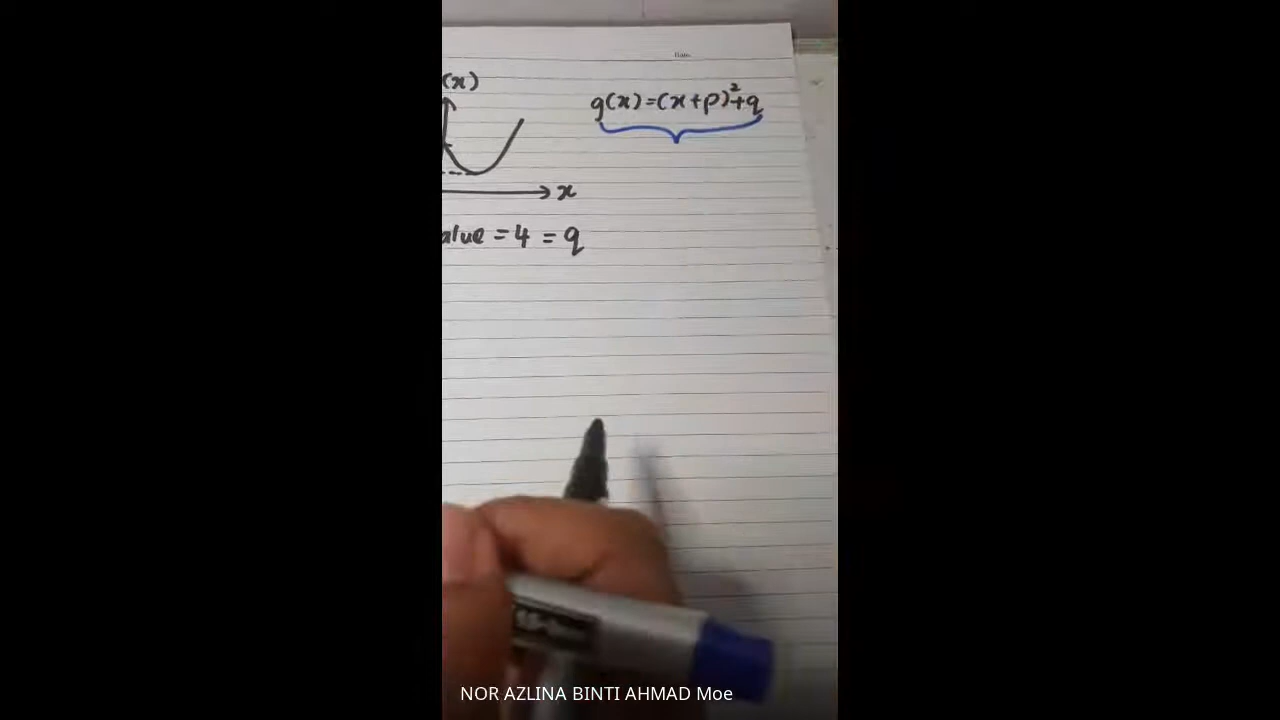 (x)
g(x)=(x+p)²+q
x
alue = 4 = q
NOR AZLINA BINTI AHMAD Moe